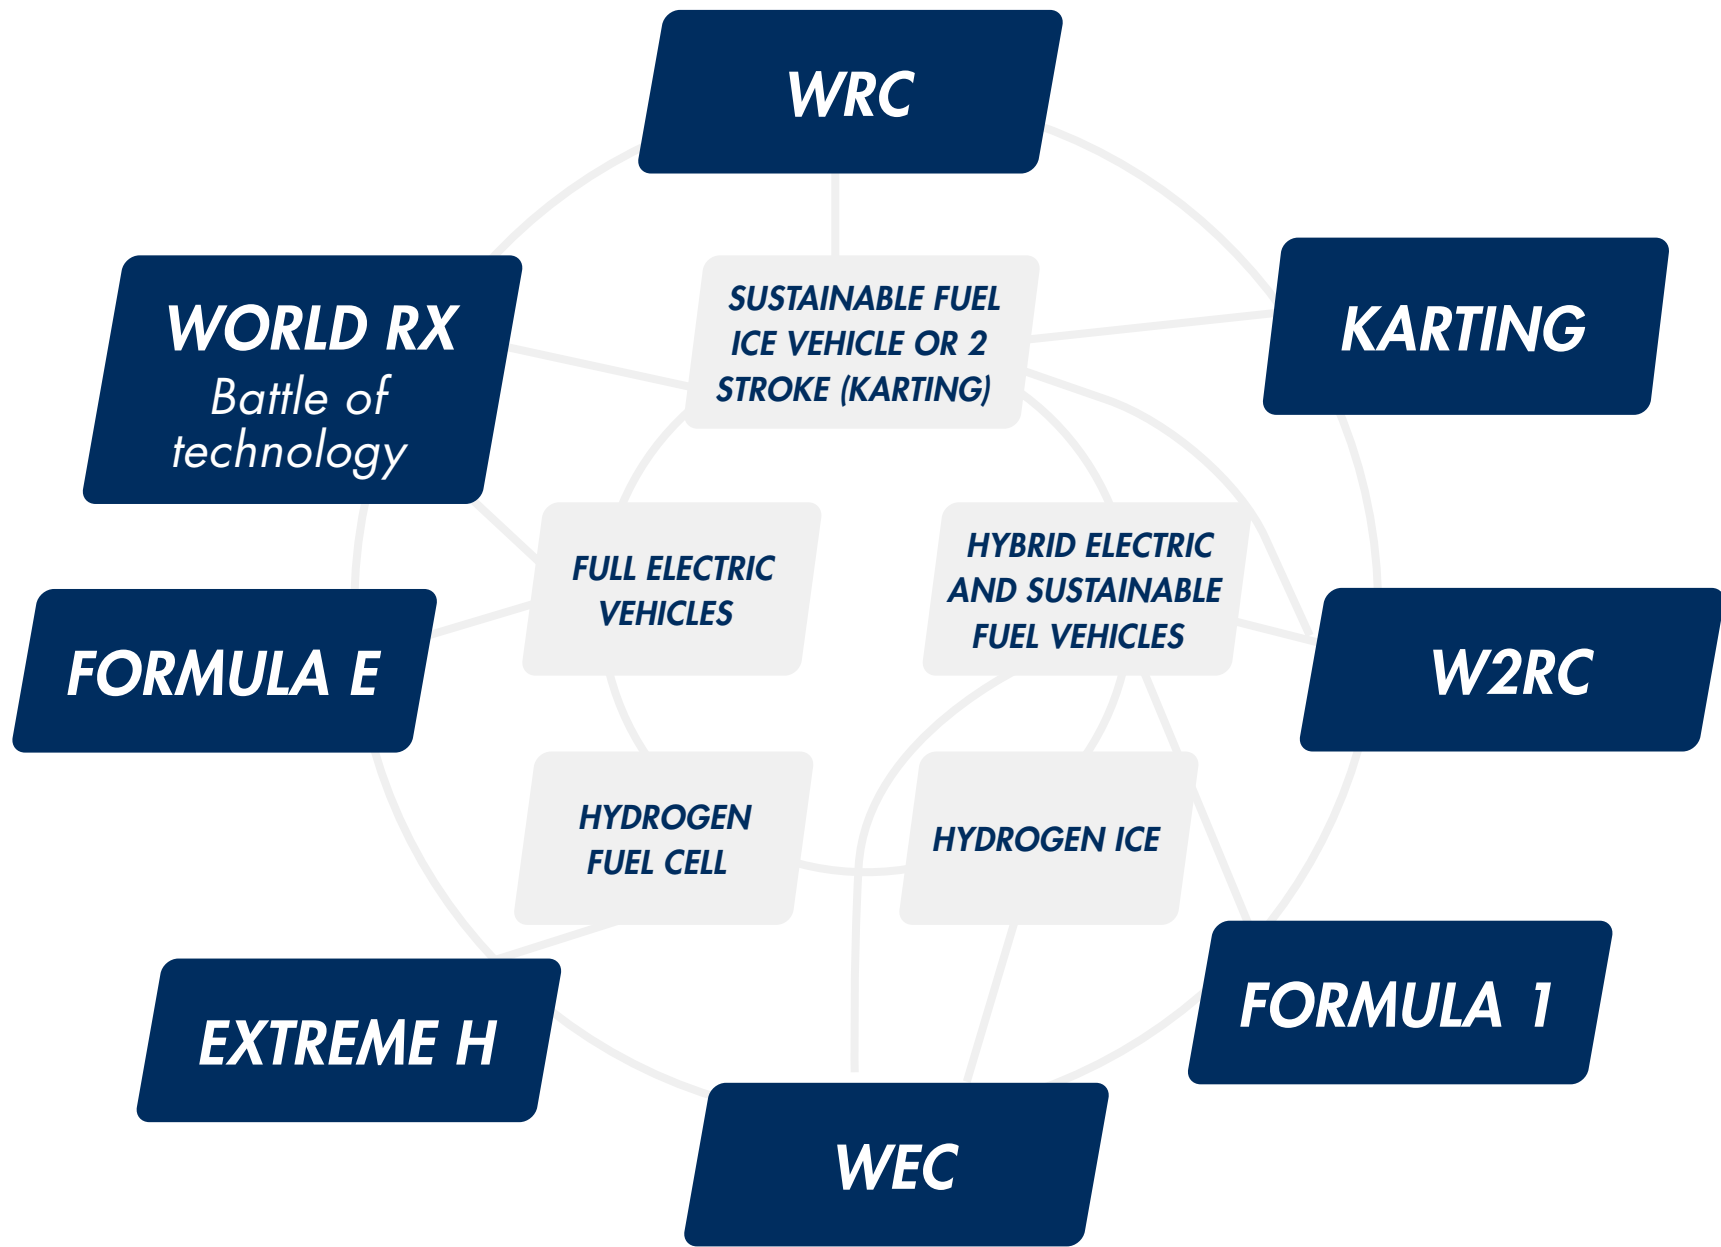 WRC
WORLD RX
Battle of
technology
SUSTAINABLE FUEL
ICE VEHICLE OR 2
STROKE (KARTING)
KARTING
FULL ELECTRIC
VEHICLES
HYBRID ELECTRIC
AND SUSTAINABLE
FUEL VEHICLES
FORMULA E
W2RC
HYDROGEN
FUEL CELL
HYDROGEN ICE
EXTREME H
FORMULA 1
WEC